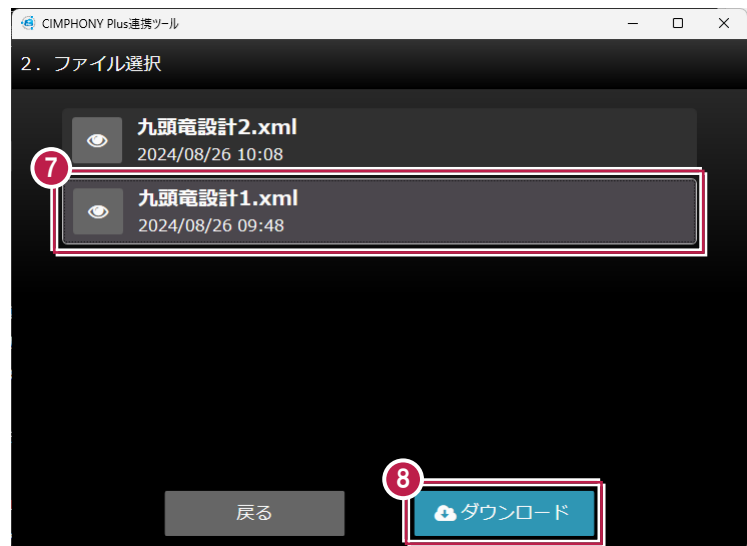 CIMPHONY Plus連携ツール
2．ファイル選択
九頭竜設計2.xml
2024/08/26 10:08
7
九頭竜設計1.xml
2024/08/26 09:48
8
戻る
ダウンロード